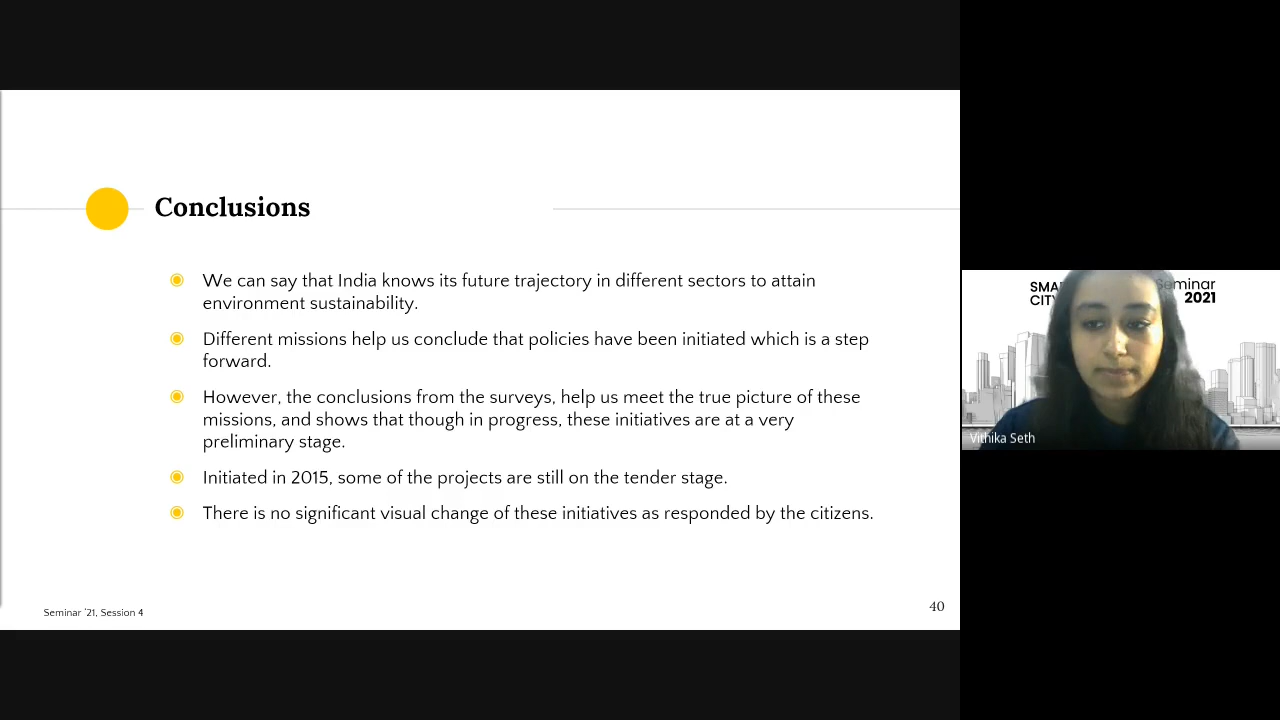 Conclusions
We can say that India knows its future trajectory in different sectors to attain
environment sustainability.
Different missions help us conclude that policies have been initiated which is a step
forward.
However, the conclusions from the surveys, help us meet the true picture of these
missions, and shows that though in progress, these initiatives are at a very
preliminary stage.
Initiated in 2015, some of the projects are still on the tender stage.
There is no significant visual change of these initiatives as responded by the citizens.
Seminar '21, Session 4
40
Seminar
CITY
2021
Vithika Seth